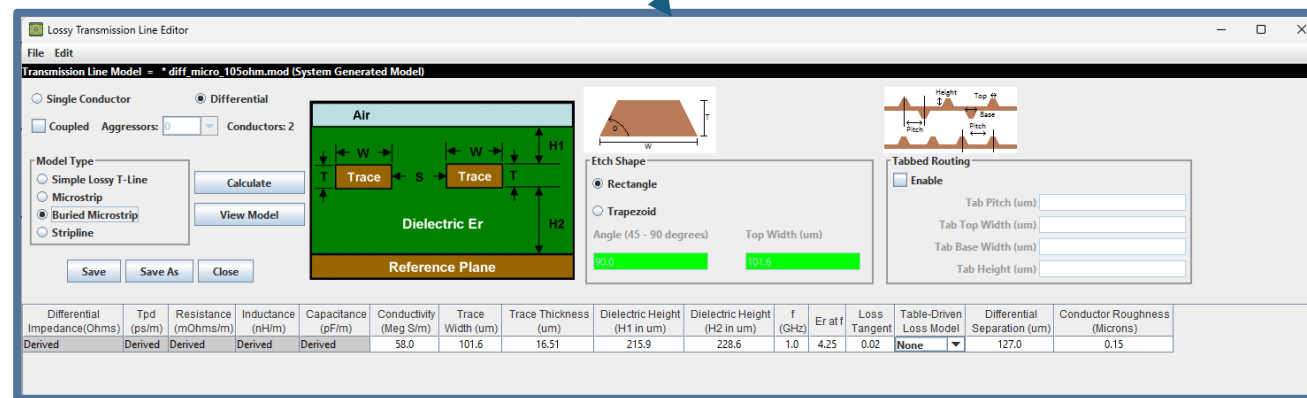 Lossy Transmission Line Editor
File Edit
Transmission Line Model = * diff_micro_105ohm.mod (System Generated Model)
Single Conductor Differential
Coupled Aggressors: 0 Conductors: 2
Model Type
Simple Lossy T-Line
Microstrip
Buried Microstrip
Stripline
Calculate
View Model
Save Save As Close
Air
W W H1
T Trace S Trace T
Dielectric Er H2
Reference Plane
T
W
Etch Shape
Rectangle
Trapezoid
Angle (45 - 90 degrees) Top Width (um)
90.0 101.6
Height Top
Base
Pitch Pitch
Tabbed Routing
Enable
Tab Pitch (um)
Tab Top Width (um)
Tab Base Width (um)
Tab Height (um)
Differential Tpd Resistance Inductance Capacitance Conductivity Trace Trace Thickness Dielectric Height Dielectric Height f Er at f Loss Table-Driven Differential Conductor Roughness
Impedance(Ohms) (ps/m) (mOhms/m) (nH/m) (pF/m) (Meg S/m) Width (um) (um) (H1 in um) (H2 in um) (GHz) Tangent Loss Model Separation (um) (Microns)
Derived Derived Derived Derived Derived 58.0 101.6 16.51 215.9 228.6 1.0 4.25 0.02 None 127.0 0.15